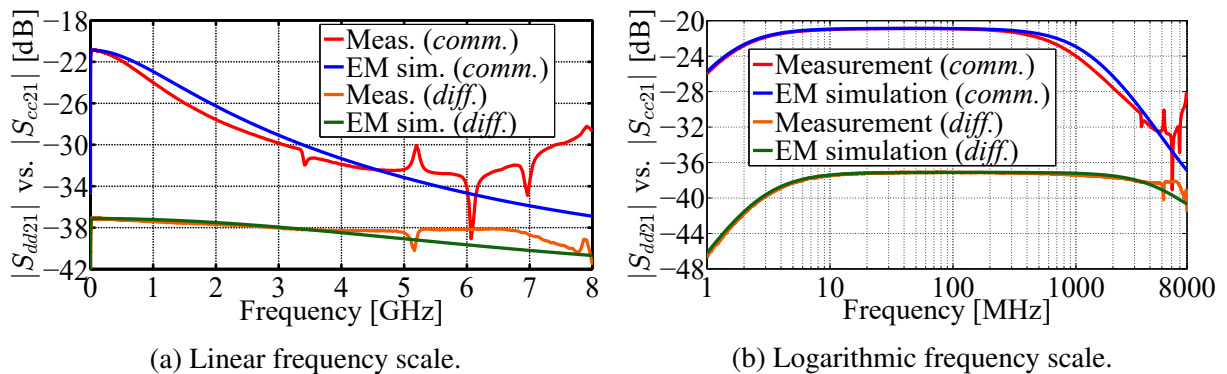 |S_dd21| vs. |S_cc21| [dB]
−18
−22
−26
−30
−34
−38
−42
Meas. (comm.)
EM sim. (comm.)
Meas. (diff.)
EM sim. (diff.)
0 1 2 3 4 5 6 7 8
Frequency [GHz]
(a) Linear frequency scale.
|S_dd21| vs. |S_cc21| [dB]
−20
−24
−28
−32
−36
−40
−44
−48
Measurement (comm.)
EM simulation (comm.)
Measurement (diff.)
EM simulation (diff.)
1 10 100 1000 8000
Frequency [MHz]
(b) Logarithmic frequency scale.